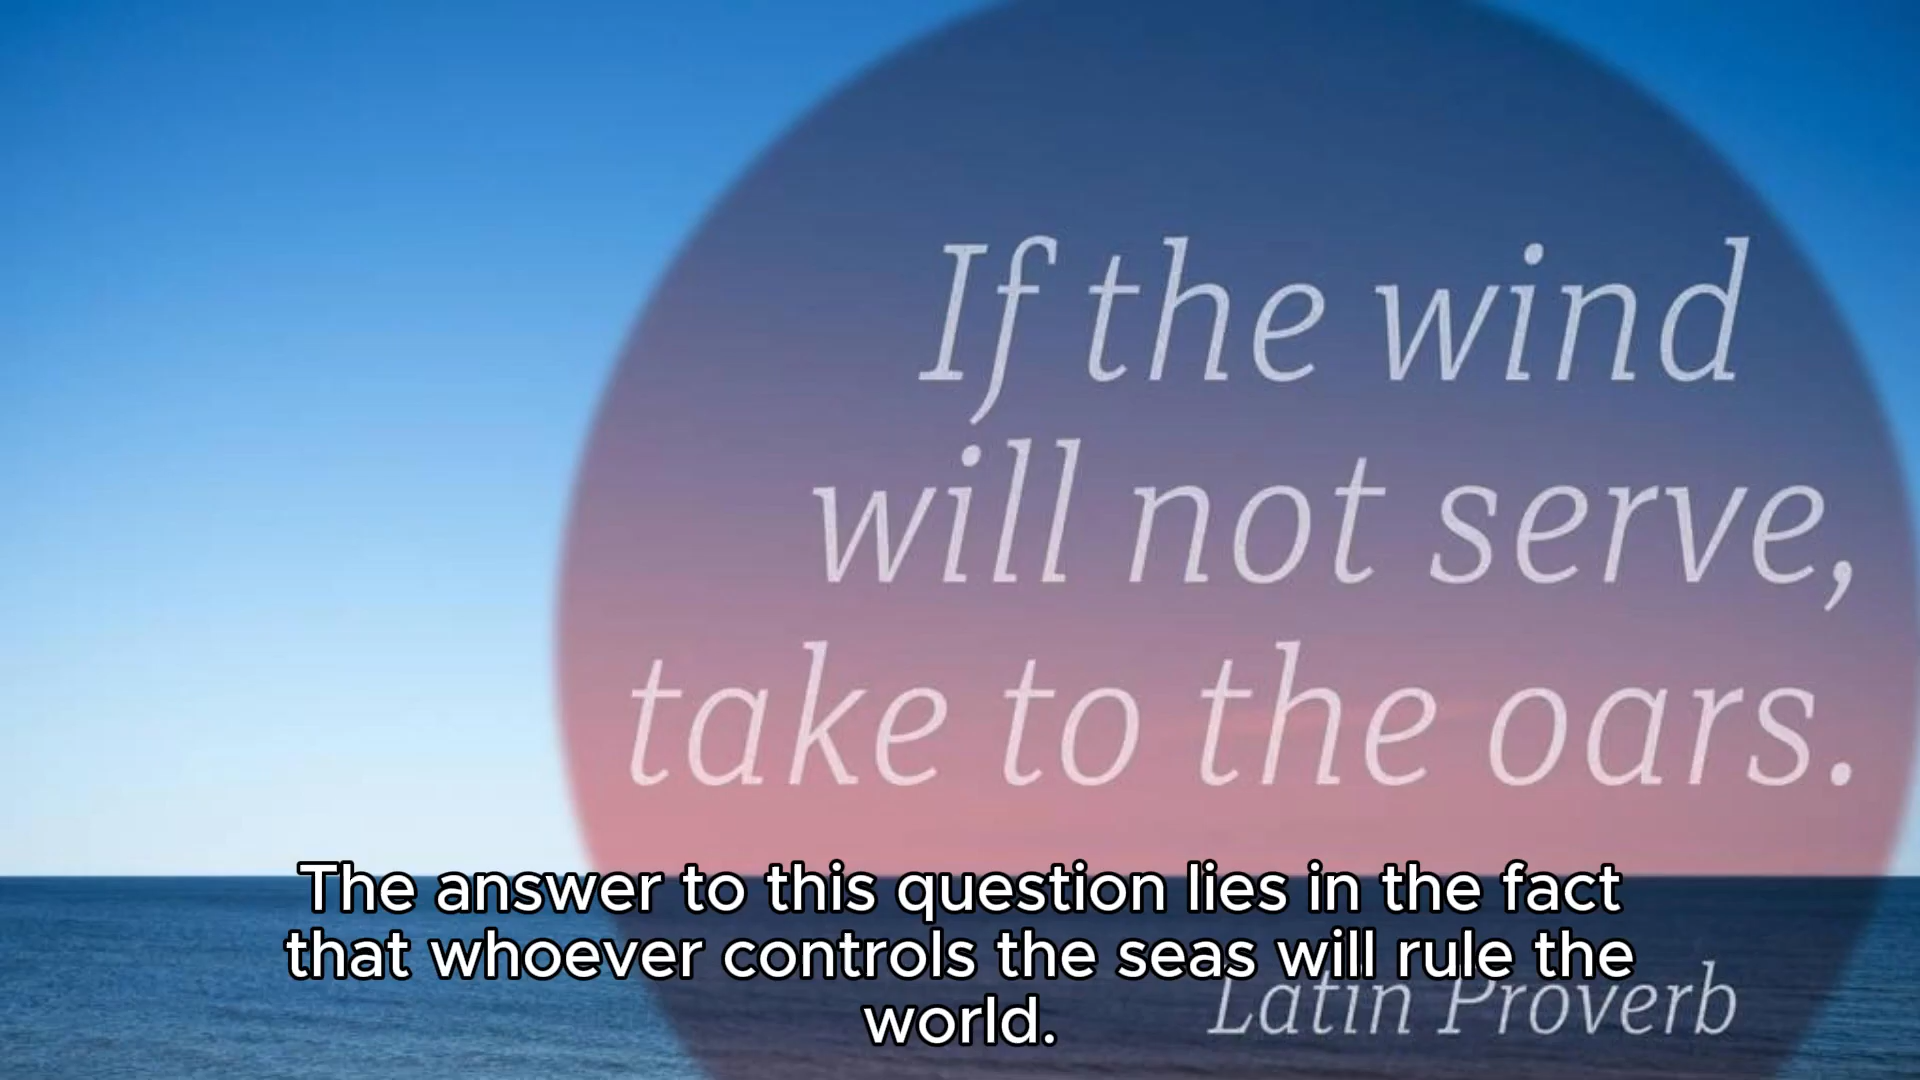 If the wind
will not serve,
take to the oars.
The answer to this question lies in the fact
that whoever controls the seas will rule the
world.
Latin Proverb